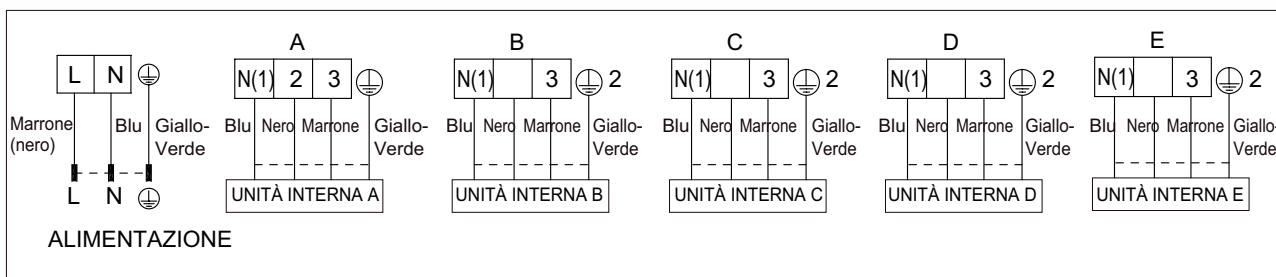 A B C D E
L N
N(1) 2 3
N(1) 3 2
N(1) 3 2
N(1) 3 2
N(1) 3 2
Marrone (nero) Blu Giallo-Verde
Blu Nero Marrone Giallo-Verde
Blu Nero Marrone Giallo-Verde
Blu Nero Marrone Giallo-Verde
Blu Nero Marrone Giallo-Verde
Blu Nero Marrone Giallo-Verde
L N
UNITÀ INTERNA A
UNITÀ INTERNA B
UNITÀ INTERNA C
UNITÀ INTERNA D
UNITÀ INTERNA E
ALIMENTAZIONE